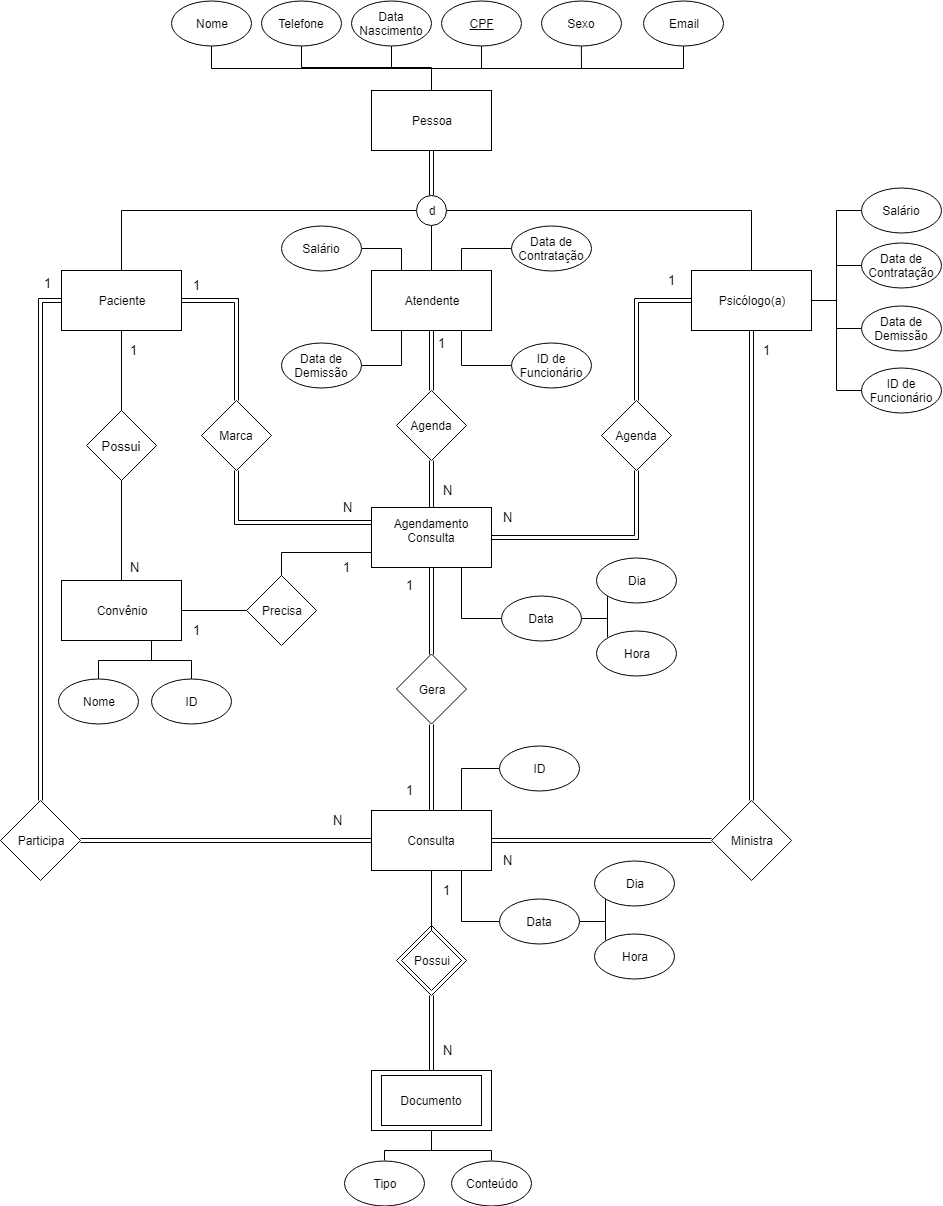 Nome
Telefone
Data
Nascimento
CPF
Sexo
Email
Pessoa
d
Salário
Data de
Contratação
Salário
Data de
Contratação
1
Paciente
1
Atendente
1
Psicólogo(a)
Data de
Demissão
1
1
Data de
Demissão
ID de
Funcionário
1
ID de
Funcionário
Possui
Marca
Agenda
Agenda
N
N
N
Agendamento
Consulta
N
1
1
Dia
Convênio
1
Precisa
Data
Hora
Nome
ID
Gera
ID
1
N
Participa
Consulta
Ministra
N
1
Dia
Data
Hora
Possui
N
Documento
Tipo
Conteúdo